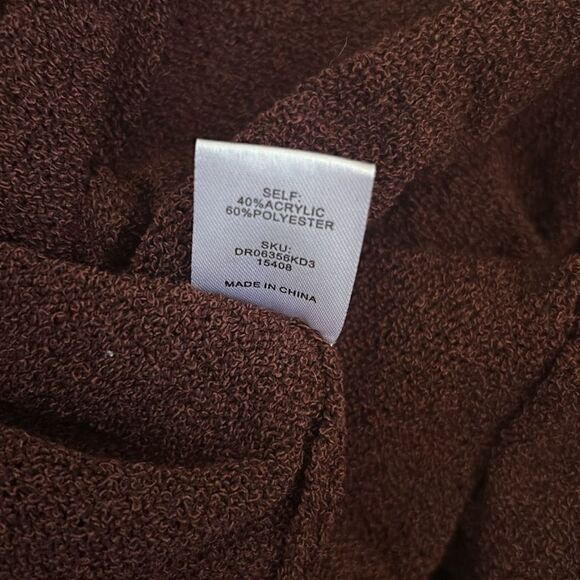 SELF:
40%ACRYLIC
60%POLYESTER
SKU:
DR06356KD3
15408
MADE IN CHINA